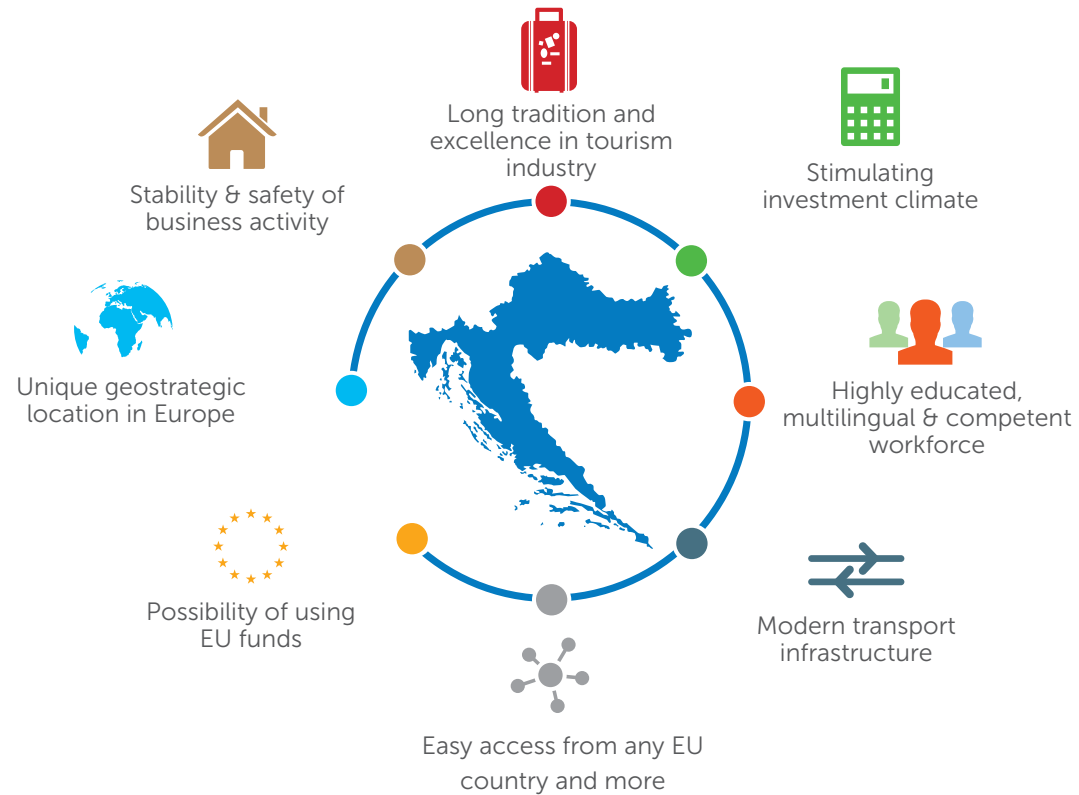 Long tradition and
excellence in tourism
industry
Stimulating
investment climate
Stability & safety of
business activity
Unique geostrategic
location in Europe
Highly educated,
multilingual & competent
workforce
Possibility of using
EU funds
Modern transport
infrastructure
Easy access from any EU
country and more